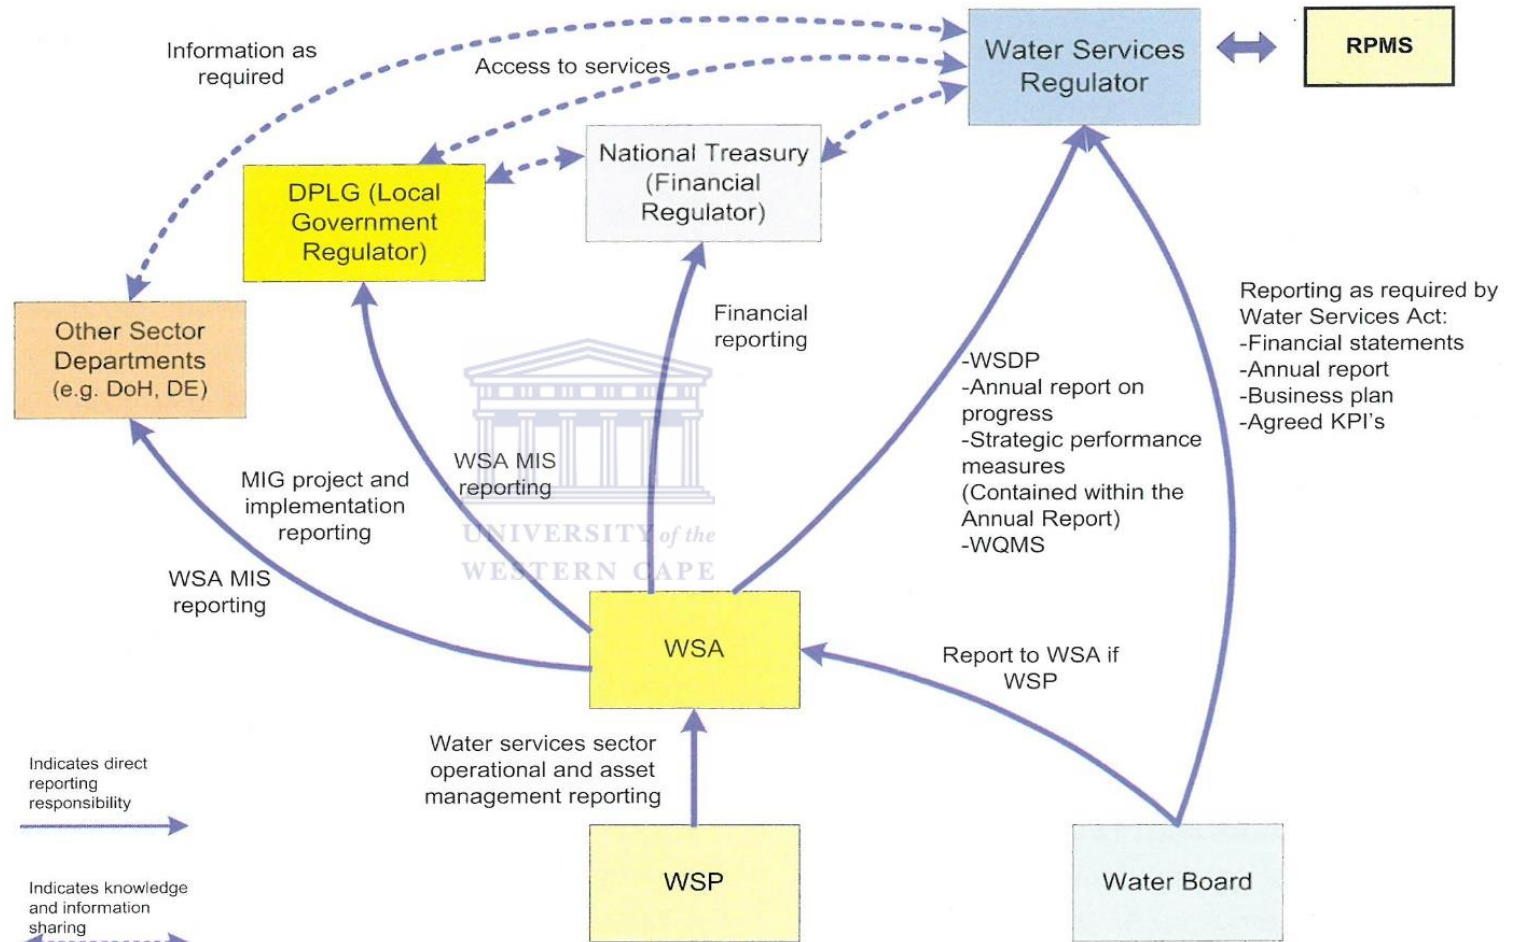 Information as
required
Access to services
Water Services
Regulator
RPMS
National Treasury
(Financial
Regulator)
DPLG (Local
Government
Regulator)
Other Sector
Departments
(e.g. DoH, DE)
Financial
reporting
Reporting as required by
Water Services Act:
-Financial statements
-Annual report
-Business plan
-Agreed KPI's
-WSDP
-Annual report on
progress
-Strategic performance
measures
(Contained within the
Annual Report)
-WQMS
WSA MIS
reporting
MIG project and
implementation
reporting
UNIVERSITY of the
WESTERN CAPE
WSA MIS
reporting
WSA
Report to WSA if
WSP
Water services sector
operational and asset
management reporting
Indicates direct
reporting
responsibility
WSP
Water Board
Indicates knowledge
and information
sharing